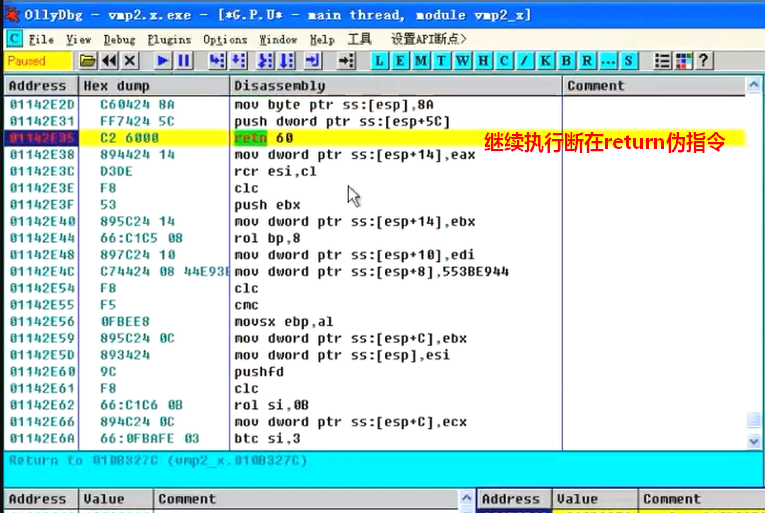 OllyDbg - vmp2.x.exe - [*G.P.U* - main thread, module vmp2_x]
C File View Debug Plugins Options Window Help 工具 设置API断点>
Paused L E M T W H C / K B R ... S ?
Address Hex dump Disassembly Comment
01142E2D C60424 8A mov byte ptr ss:[esp],8A
01142E31 FF7424 5C push dword ptr ss:[esp+5C]
01142E35 C2 6000 retn 60 继续执行断在return伪指令
01142E38 894424 14 mov dword ptr ss:[esp+14],eax
01142E3C D3DE rcr esi,cl
01142E3E F8 clc
01142E3F 53 push ebx
01142E40 895C24 14 mov dword ptr ss:[esp+14],ebx
01142E44 66:C1C5 08 rol bp,8
01142E48 897C24 10 mov dword ptr ss:[esp+10],edi
01142E4C C74424 08 44E93B mov dword ptr ss:[esp+8],553BE944
01142E54 F8 clc
01142E55 F5 cmc
01142E56 0FBEE8 movsx ebp,al
01142E59 895C24 0C mov dword ptr ss:[esp+C],ebx
01142E5D 893424 mov dword ptr ss:[esp],esi
01142E60 9C pushfd
01142E61 F8 clc
01142E62 66:C1C6 0B rol si,0B
01142E66 894C24 0C mov dword ptr ss:[esp+C],ecx
01142E6A 66:0FBAFE 03 btc si,3
Return to 010B327C (vmp2_x.010B327C)
Address Value Comment Address Value Comment